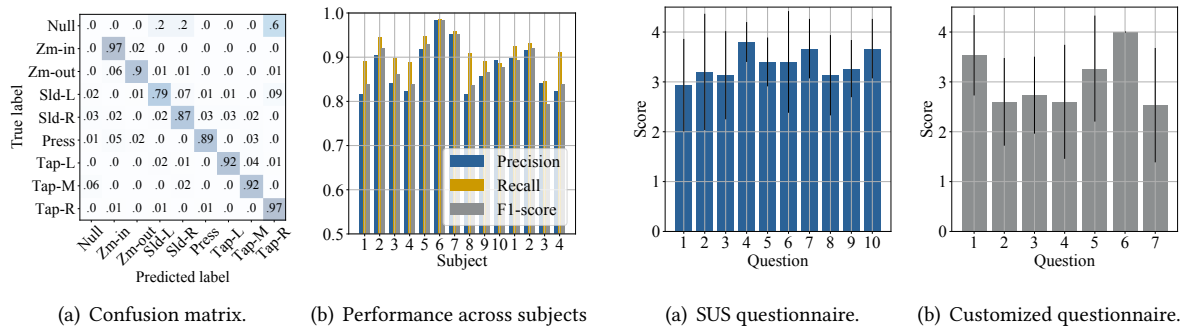 True label
Null .0 .0 .0 .2 .2 .0 .0 .0 .6
Zm-in .0 .97 .02 .0 .0 .0 .0 .0 .0
Zm-out .0 .06 .9 .01 .01 .0 .0 .0 .01
Sld-L .02 .0 .01 .79 .07 .01 .01 .0 .09
Sld-R .03 .02 .0 .02 .87 .03 .03 .02 .01
Press .01 .05 .02 .0 .01 .89 .0 .03 .0
Tap-L .0 .0 .0 .02 .01 .0 .92 .04 .01
Tap-M .06 .0 .0 .0 .02 .0 .0 .92 .0
Tap-R .0 .01 .0 .01 .0 .01 .0 .0 .97
Null Zm-in Zm-out Sld-L Sld-R Press Tap-L Tap-M Tap-R
Predicted label
(a) Confusion matrix.
1.0
0.9
0.8
0.7
0.6
0.5
Precision
Recall
F1-score
1 2 3 4 5 6 7 8 9 10 1 2 3 4
Subject
(b) Performance across subjects
Score
4
3
2
1
0
1 2 3 4 5 6 7 8 9 10
Question
(a) SUS questionnaire.
Score
4
3
2
1
0
1 2 3 4 5 6 7
Question
(b) Customized questionnaire.